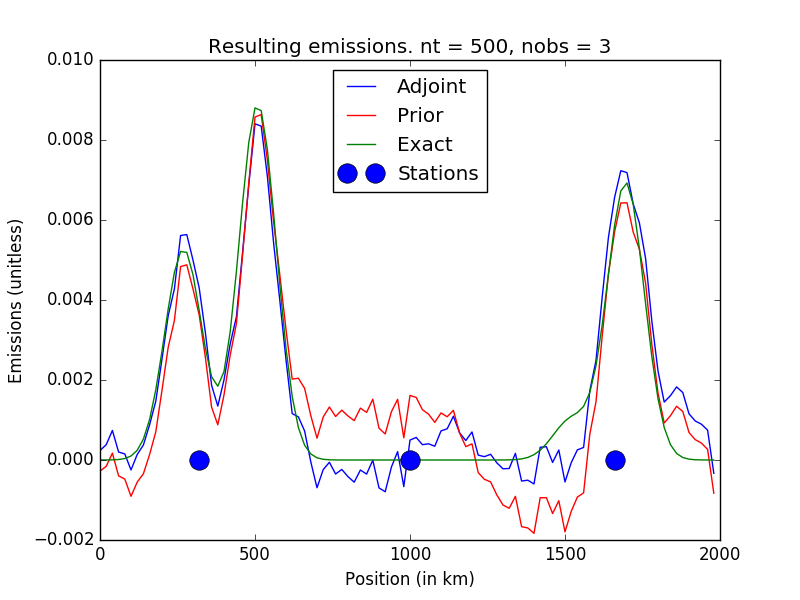 Resulting emissions. nt = 500, nobs = 3
0.010
0.008
0.006
0.004
0.002
0.000
−0.002
Emissions (unitless)
Adjoint
Prior
Exact
Stations
0
500
1000
1500
2000
Position (in km)